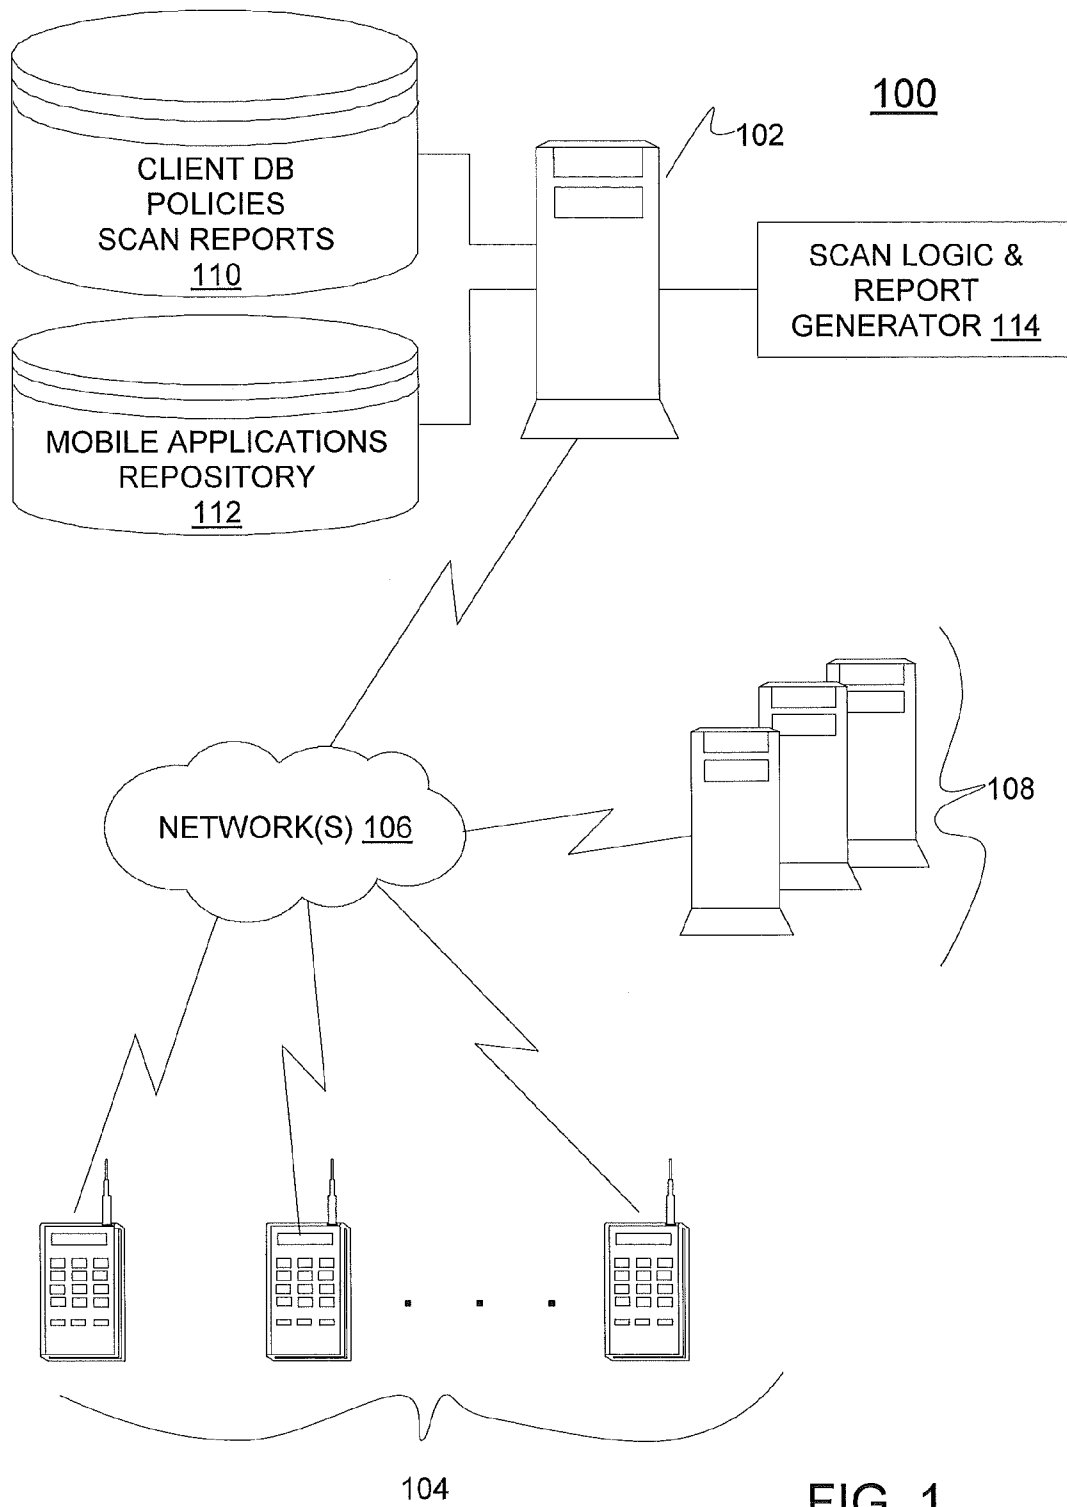 100
102
CLIENT DB
POLICIES
SCAN REPORTS
110
SCAN LOGIC &
REPORT
GENERATOR 114
MOBILE APPLICATIONS
REPOSITORY
112
108
NETWORK(S) 106
104
FIG. 1